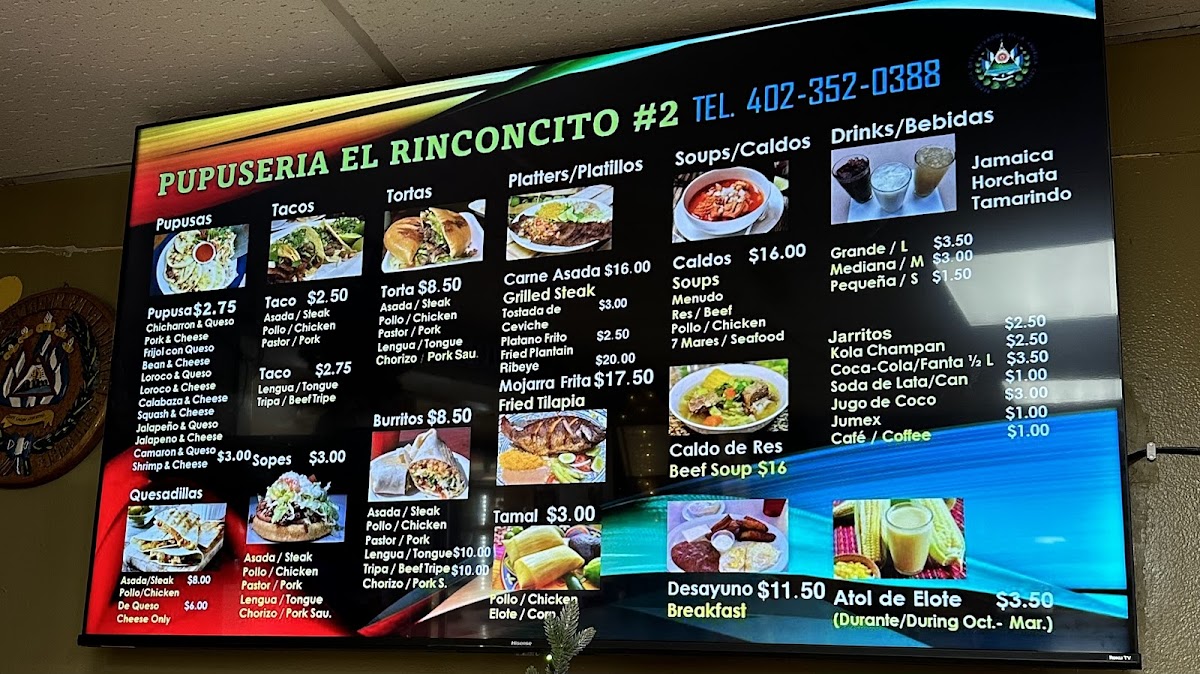 PUPUSERIA EL RINCONCITO #2 TEL. 402-352-0388
Pupusas
Pupusa $2.75
Chicharron & Queso
Pork & Cheese
Frijol con Queso
Bean & Cheese
Loroco & Queso
Loroco & Cheese
Calabaza & Cheese
Squash & Cheese
Jalapeño & Queso
Jalapeno & Cheese
Camaron & Queso
Shrimp & Cheese $3.00
Quesadillas
Asada/Steak $8.00
Pollo/Chicken
De Queso $6.00
Cheese Only
Tacos
Taco $2.50
Asada / Steak
Pollo / Chicken
Pastor / Pork
Taco $2.75
Lengua / Tongue
Tripa / Beef Tripe
Sopes $3.00
Asada / Steak
Pollo / Chicken
Pastor / Pork
Lengua / Tongue
Chorizo / Pork Sau.
Tortas
Torta $8.50
Asada / Steak
Pollo / Chicken
Pastor / Pork
Lengua / Tongue
Chorizo / Pork Sau.
Burritos $8.50
Asada / Steak
Pollo / Chicken
Pastor / Pork
Lengua / Tongue $10.00
Tripa / Beef Tripe $10.00
Chorizo / Pork S.
Platters/Platillos
Carne Asada $16.00
Grilled Steak
Tostada de $3.00
Ceviche
Platano Frito $2.50
Fried Plantain
Ribeye $20.00
Mojarra Frita $17.50
Fried Tilapia
Tamal $3.00
Pollo / Chicken
Elote / Corn
Soups/Caldos
Caldos $16.00
Soups
Menudo
Res / Beef
Pollo / Chicken
7 Mares / Seafood
Caldo de Res
Beef Soup $16
Desayuno $11.50
Breakfast
Drinks/Bebidas
Jamaica
Horchata
Tamarindo
Grande / L $3.50
Mediana / M $3.00
Pequeña / S $1.50
Jarritos $2.50
Kola Champan $2.50
Coca-Cola/Fanta ½ L $3.50
Soda de Lata/Can $1.00
Jugo de Coco $3.00
Jumex $1.00
Café / Coffee $1.00
Atol de Elote $3.50
(Durante/During Oct.- Mar.)
Hisense
Roku TV